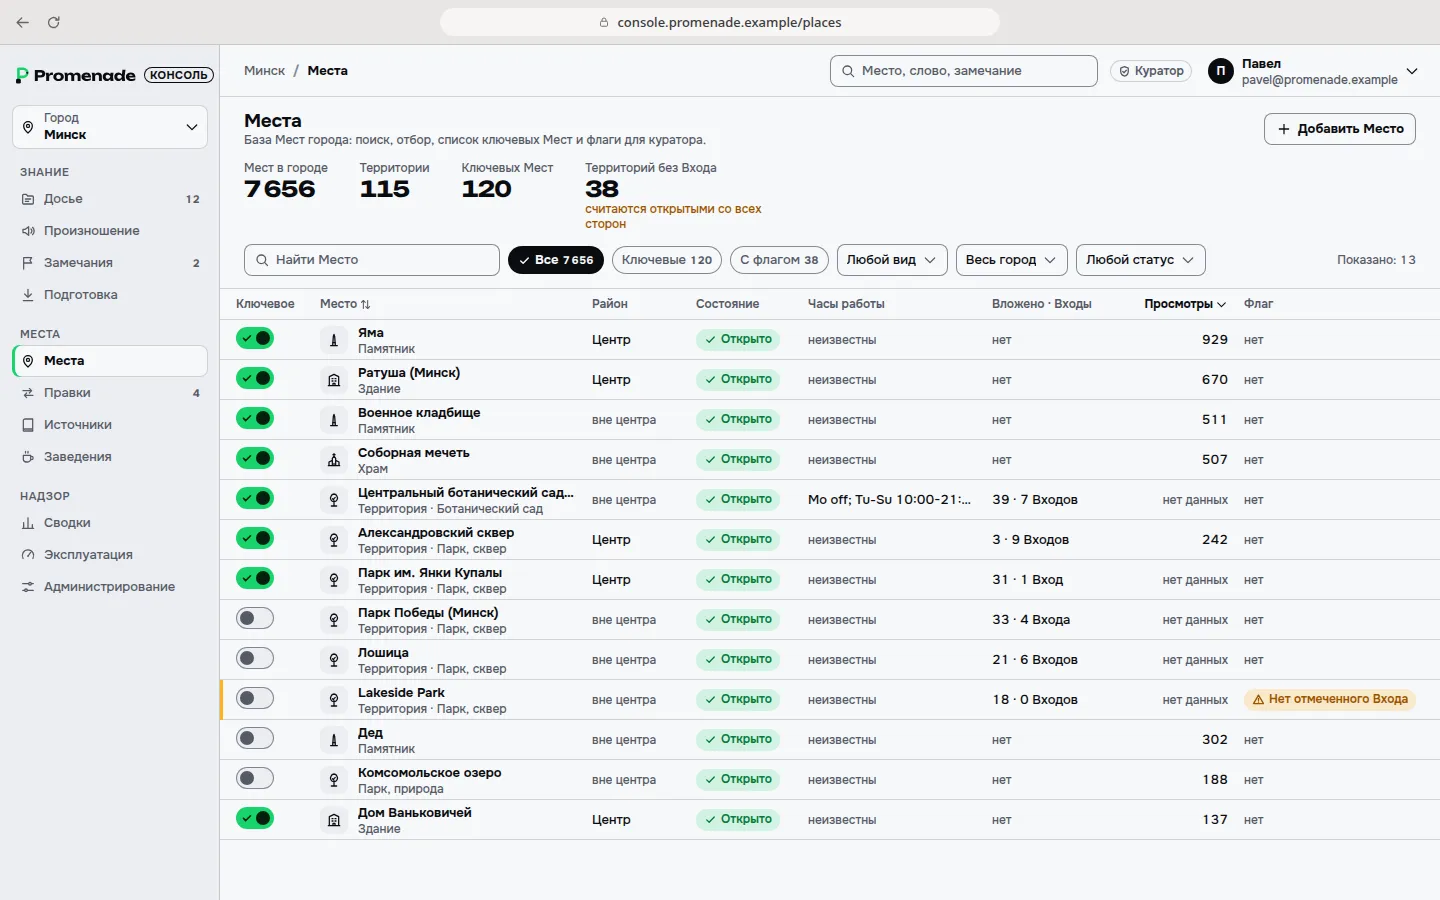 console.promenade.example/places
Promenade КОНСОЛЬ
Город
Минск
ЗНАНИЕ
Досье 12
Произношение
Замечания 2
Подготовка
МЕСТА
Места
Правки 4
Источники
Заведения
НАДЗОР
Сводки
Эксплуатация
Администрирование
Минск / Места
Место, слово, замечание
Куратор
П
Павел
pavel@promenade.example
Места
База Мест города: поиск, отбор, список ключевых Мест и флаги для куратора.
Добавить Место
Мест в городе
7 656
Территории
115
Ключевых Мест
120
Территорий без Входа
38
считаются открытыми со всех
сторон
Найти Место
Все 7 656
Ключевые 120
С флагом 38
Любой вид
Весь город
Любой статус
Показано: 13
Ключевое Место Район Состояние Часы работы Вложено · Входы Просмотры Флаг
Яма
Памятник
Центр Открыто неизвестны нет 929 нет
Ратуша (Минск)
Здание
Центр Открыто неизвестны нет 670 нет
Военное кладбище
Памятник
вне центра Открыто неизвестны нет 511 нет
Соборная мечеть
Храм
вне центра Открыто неизвестны нет 507 нет
Центральный ботанический сад...
Территория · Ботанический сад
вне центра Открыто Mo off; Tu-Su 10:00-21:... 39 · 7 Входов нет данных нет
Александровский сквер
Территория · Парк, сквер
Центр Открыто неизвестны 3 · 9 Входов 242 нет
Парк им. Янки Купалы
Территория · Парк, сквер
Центр Открыто неизвестны 31 · 1 Вход нет данных нет
Парк Победы (Минск)
Территория · Парк, сквер
вне центра Открыто неизвестны 33 · 4 Входа нет данных нет
Лошица
Территория · Парк, сквер
вне центра Открыто неизвестны 21 · 6 Входов нет данных нет
Lakeside Park
Территория · Парк, сквер
вне центра Открыто неизвестны 18 · 0 Входов нет данных Нет отмеченного Входа
Дед
Памятник
вне центра Открыто неизвестны нет 302 нет
Комсомольское озеро
Парк, природа
вне центра Открыто неизвестны нет 188 нет
Дом Ваньковичей
Здание
Центр Открыто неизвестны нет 137 нет